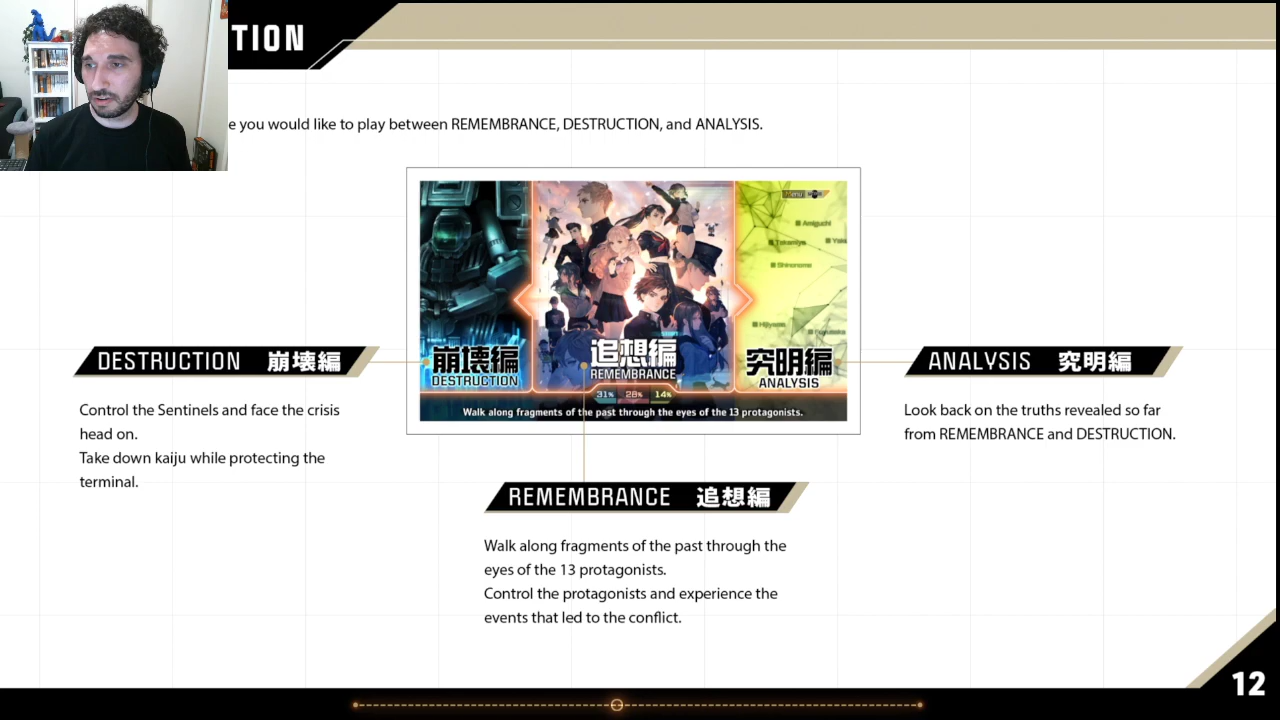 TION
e you would like to play between REMEMBRANCE, DESTRUCTION, and ANALYSIS.
Menu
Amiguchi
Takamiya
Shinonome
Hijiyama
崩壊編
DESTRUCTION
追想編
REMEMBRANCE
究明編
ANALYSIS
31% 28% 14%
Walk along fragments of the past through the eyes of the 13 protagonists.
DESTRUCTION 崩壊編
Control the Sentinels and face the crisis
head on.
Take down kaiju while protecting the
terminal.
ANALYSIS 究明編
Look back on the truths revealed so far
from REMEMBRANCE and DESTRUCTION.
REMEMBRANCE 追想編
Walk along fragments of the past through the
eyes of the 13 protagonists.
Control the protagonists and experience the
events that led to the conflict.
12